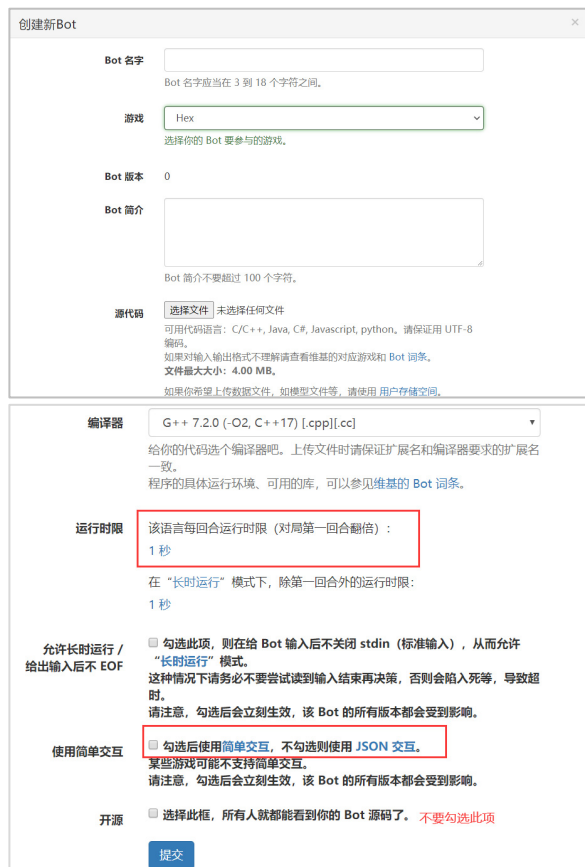 创建新Bot ×
Bot 名字
Bot 名字应当在 3 到 18 个字符之间。
游戏 Hex
选择你的 Bot 要参与的游戏。
Bot 版本 0
Bot 简介
Bot 简介不要超过 100 个字符。
源代码 选择文件 未选择任何文件
可用代码语言：C/C++, Java, C#, Javascript, python。请保证用 UTF-8
编码。
如果对输入输出格式不理解请查看维基的对应游戏和 Bot 词条。
文件最大大小：4.00 MB。
如果你希望上传数据文件，如模型文件等，请使用 用户存储空间。
编译器 G++ 7.2.0 (-O2, C++17) [.cpp][.cc]
给你的代码选个编译器吧。上传文件时请保证扩展名和编译器要求的扩展名
一致。
程序的具体运行环境、可用的库，可以参见维基的 Bot 词条。
运行时限 该语言每回合运行时限（对局第一回合翻倍）：
1 秒
在“长时运行”模式下，除第一回合外的运行时限：
1 秒
允许长时运行 / 
给出输入后不 EOF
勾选此项，则在给 Bot 输入后不关闭 stdin（标准输入），从而允许
“长时运行”模式。
这种情况下请务必不要尝试读到输入结束再决策，否则会陷入死等，导致超
时。
请注意，勾选后会立刻生效，该 Bot 的所有版本都会受到影响。
使用简单交互 勾选后使用简单交互，不勾选则使用 JSON 交互。
某些游戏可能不支持简单交互。
请注意，勾选后会立刻生效，该 Bot 的所有版本都会受到影响。
开源 选择此框，所有人就都能看到你的 Bot 源码了。 不要勾选此项
提交